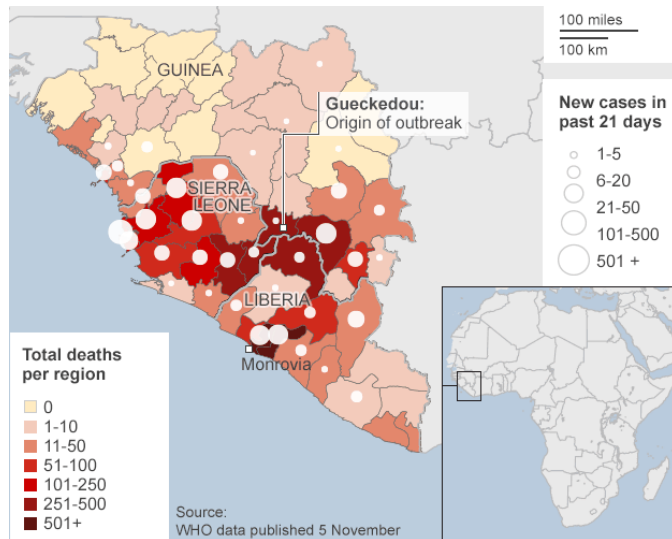 100 miles
100 km
GUINEA
Gueckedou:
Origin of outbreak
New cases in
past 21 days
1-5
6-20
21-50
101-500
501 +
SIERRA
LEONE
LIBERIA
Monrovia
Total deaths
per region
0
1-10
11-50
51-100
101-250
251-500
501+
Source:
WHO data published 5 November